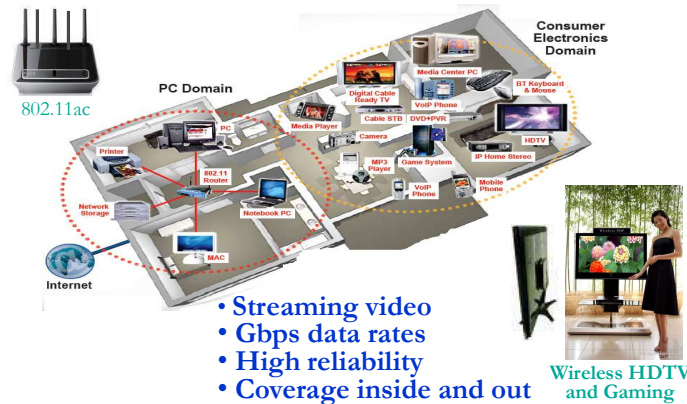 Consumer
Electronics
Domain
802.11ac
PC Domain
Media Center PC
BT Keyboard
& Mouse
Digital Cable
Ready TV
VoIP Phone
Media Player
Cable STB
DVD+PVR
HDTV
PC
Camera
IP Home Stereo
Printer
802.11
Router
MP3
Player
Game System
VoIP
Phone
Mobile
Phone
Network
Storage
Notebook PC
MAC
Internet
Wireless PDP
• Streaming video
• Gbps data rates
• High reliability
• Coverage inside and out
Wireless HDTV
and Gaming